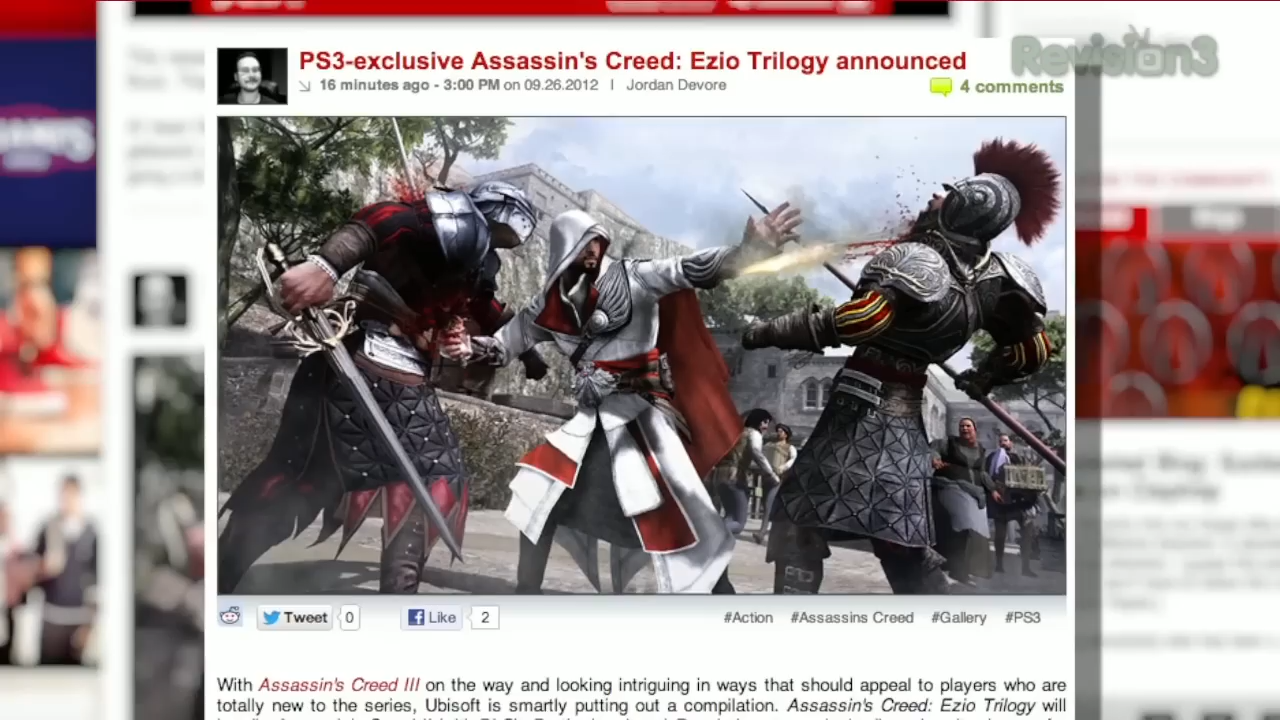 PS3-exclusive Assassin's Creed: Ezio Trilogy announced
Revision3
16 minutes ago - 3:00 PM on 09.26.2012 | Jordan Devore
4 comments
Tweet 0 Like 2 #Action #Assassins Creed #Gallery #PS3
With Assassin's Creed III on the way and looking intriguing in ways that should appeal to players who are
totally new to the series, Ubisoft is smartly putting out a compilation. Assassin's Creed: Ezio Trilogy will